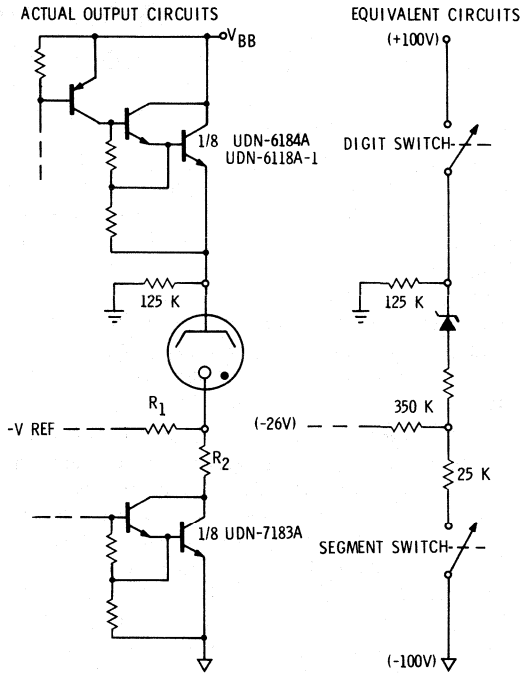 ACTUAL OUTPUT CIRCUITS
EQUIVALENT CIRCUITS
VBB
(+100V)
1/8 UDN-6184A
UDN-6118A-1
DIGIT SWITCH
125 K
125 K
R1
350 K
-V REF
(-26V)
R2
25 K
1/8 UDN-7183A
SEGMENT SWITCH
(-100V)